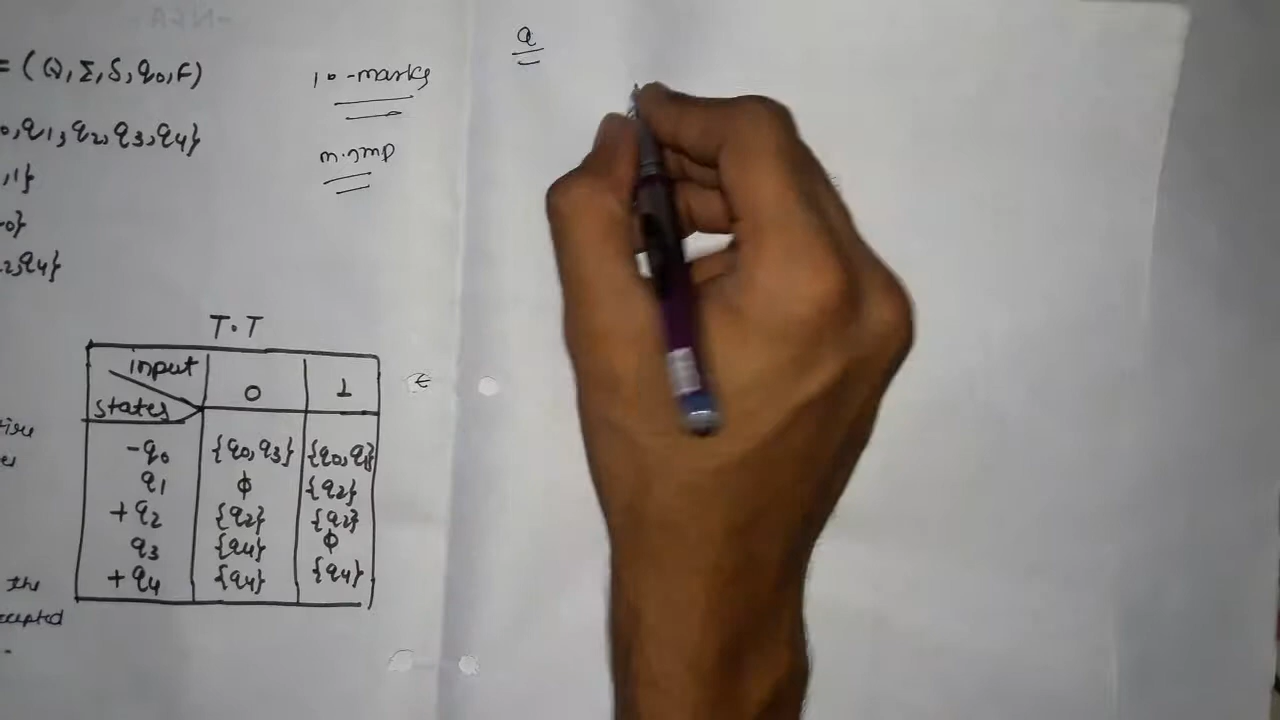 = (Q, Σ, δ, q0, F)
0, q1, q2, q3, q4}
,1}
0}
2, q4}
10-marks
m.Imp
Q
T.T
input 0 1
states
-q0 {q0, q3} {q0, q1}
q1 ϕ {q2}
+q2 {q2} {q2}
q3 {q4} ϕ
+q4 {q4} {q4}
ε
the